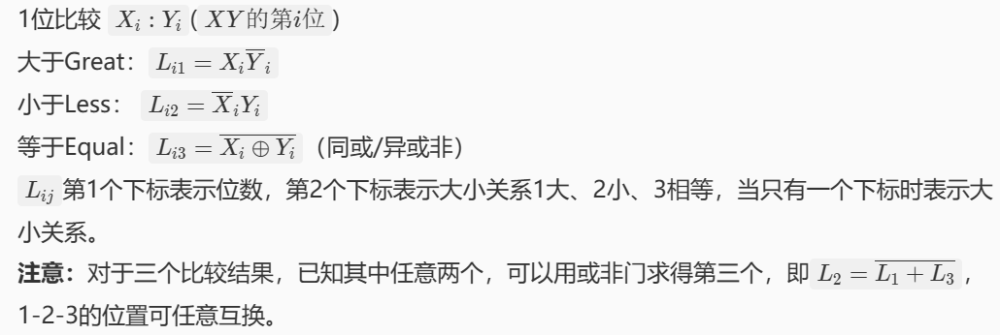 1位比较 $X_i : Y_i$ ( $XY$ 的第$i$位 )
大于Great： $L_{i1} = X_i \overline{Y}_i$
小于Less： $L_{i2} = \overline{X}_i Y_i$
等于Equal： $L_{i3} = \overline{X_i \oplus Y_i}$ （同或/异或非）
$L_{ij}$ 第1个下标表示位数，第2个下标表示大小关系1大、2小、3相等，当只有一个下标时表示大
小关系。
注意：对于三个比较结果，已知其中任意两个，可以用或非门求得第三个，即 $L_2 = \overline{L_1 + L_3}$ ，
1-2-3的位置可任意互换。